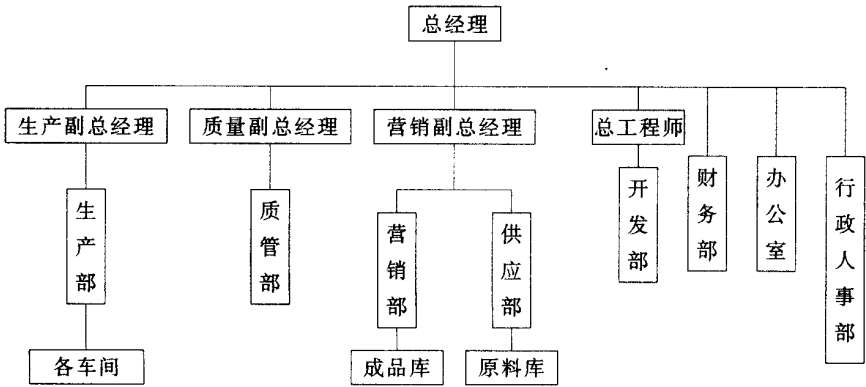 总经理
生产副总经理
质量副总经理
营销副总经理
总工程师
财务部
办公室
行政人事部
生产部
质管部
营销部
供应部
开发部
各车间
成品库
原料库